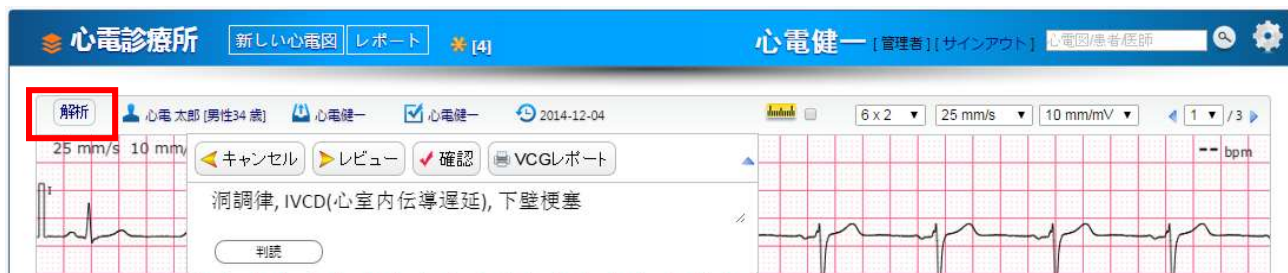 心電診療所 新しい心電図 レポート [4] 心電健一 [管理者] [サインアウト] 心電図/患者/医師
解析 心電 太郎 [男性34 歳] 心電健一 心電健一 2014-12-04 6 x 2 25 mm/s 10 mm/mV 1 /3
25 mm/s 10 mm/ -- bpm
キャンセル レビュー 確認 VCGレポート
I
洞調律, IVCD(心室内伝導遅延), 下壁梗塞
判読